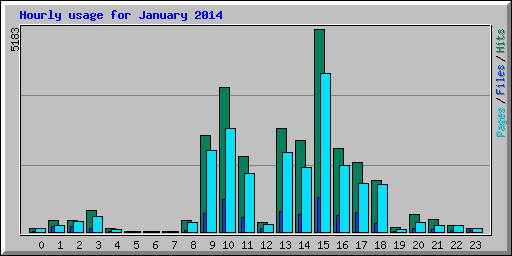 Hourly usage for January 2014
5183
Pages/Files/Hits
0 1 2 3 4 5 6 7 8 9 10 11 12 13 14 15 16 17 18 19 20 21 22 23